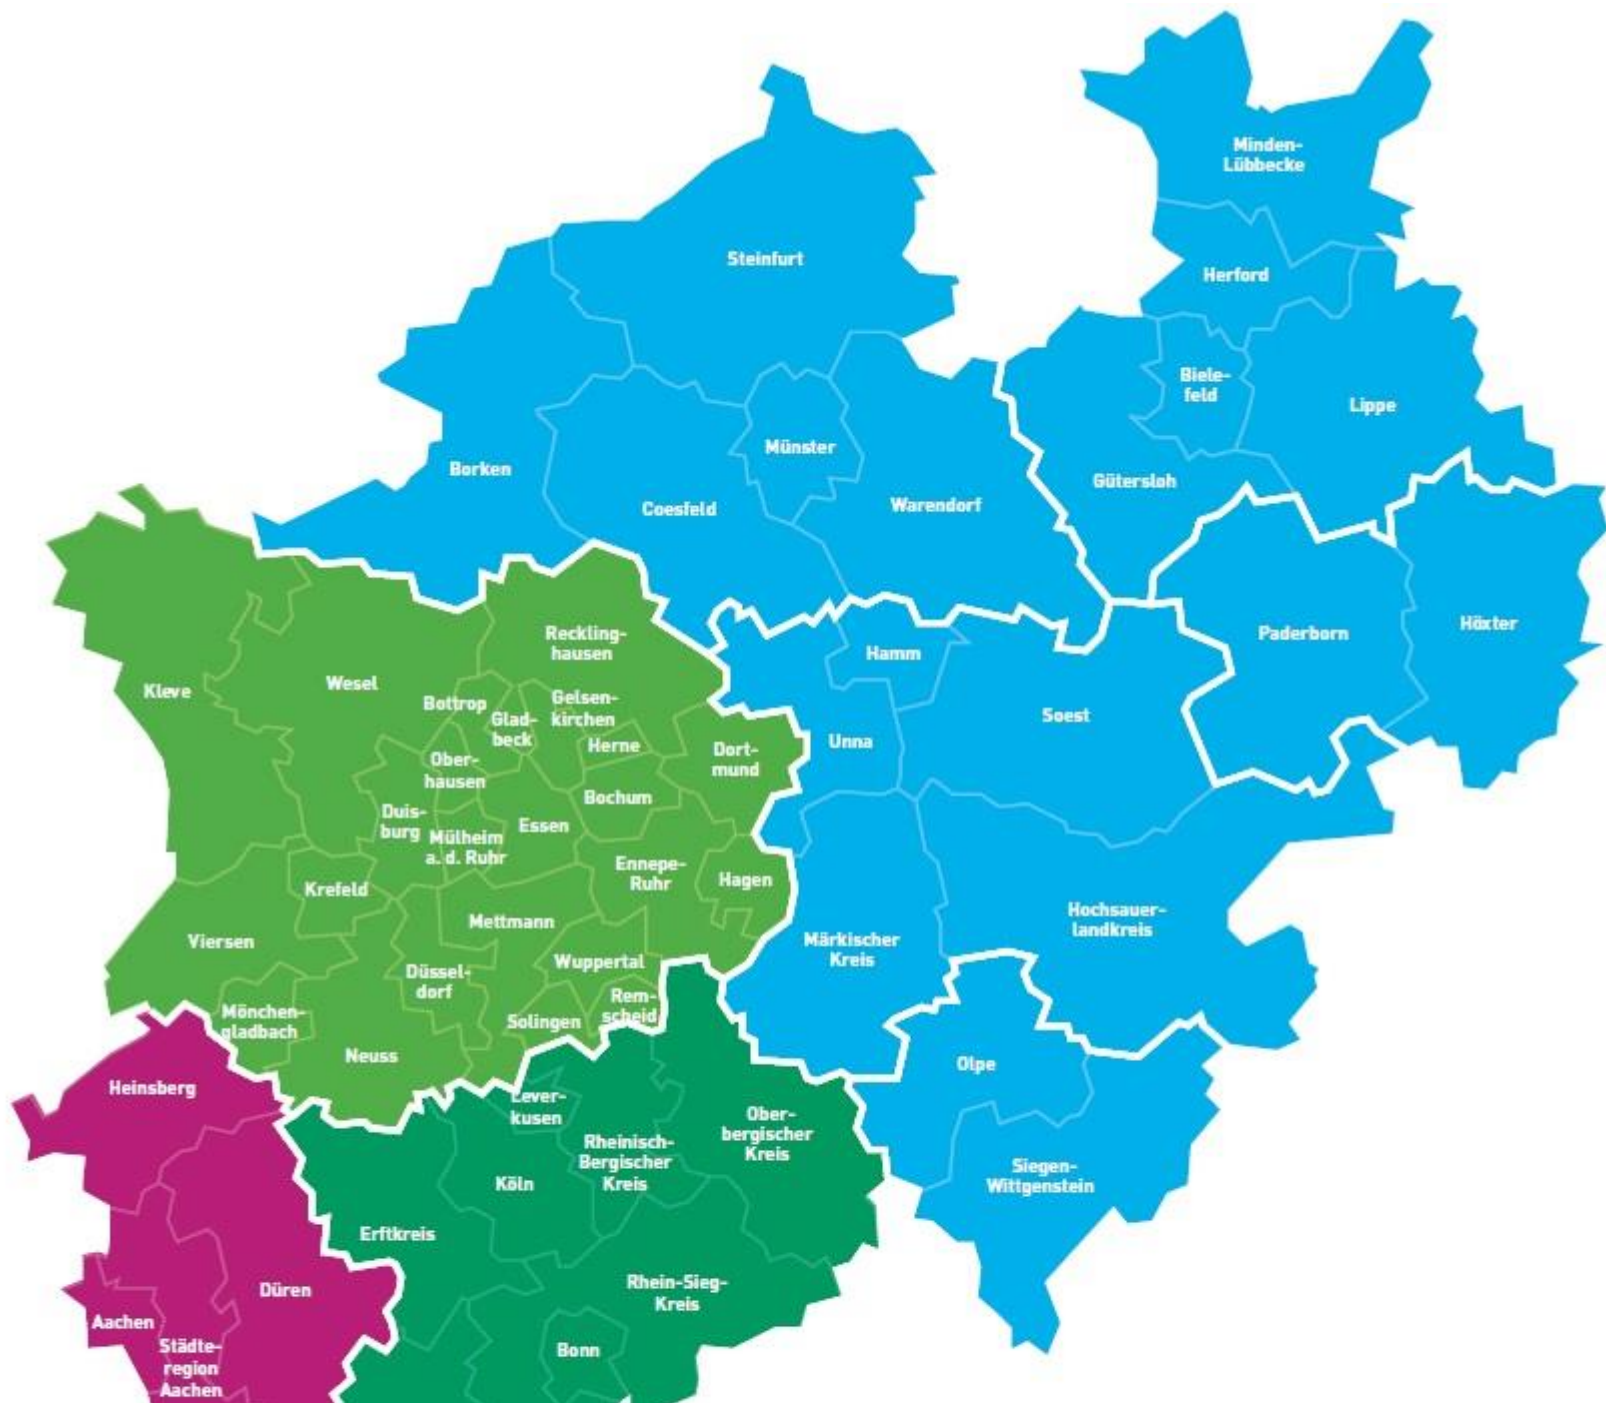 Minden-
Lübbecke
Steinfurt
Herford
Biele-
feld
Lippe
Münster
Borken
Gütersloh
Coesfeld
Warendorf
Höxter
Paderborn
Reckling-
hausen
Hamm
Wesel
Kleve
Bottrop
Gelsen-
kirchen
Glad-
beck
Soest
Unna
Herne
Dort-
mund
Ober-
hausen
Bochum
Duis-
burg
Essen
Mülheim
a. d. Ruhr
Ennepe-
Ruhr
Hagen
Krefeld
Hochsauer-
landkreis
Mettmann
Viersen
Märkischer
Kreis
Wuppertal
Düssel-
dorf
Rem-
scheid
Mönchen-
gladbach
Solingen
Neuss
Olpe
Heinsberg
Lever-
kusen
Ober-
bergischer
Kreis
Rheinisch-
Bergischer
Kreis
Siegen-
Wittgenstein
Köln
Erftkreis
Rhein-Sieg-
Kreis
Düren
Aachen
Bonn
Städte-
region
Aachen